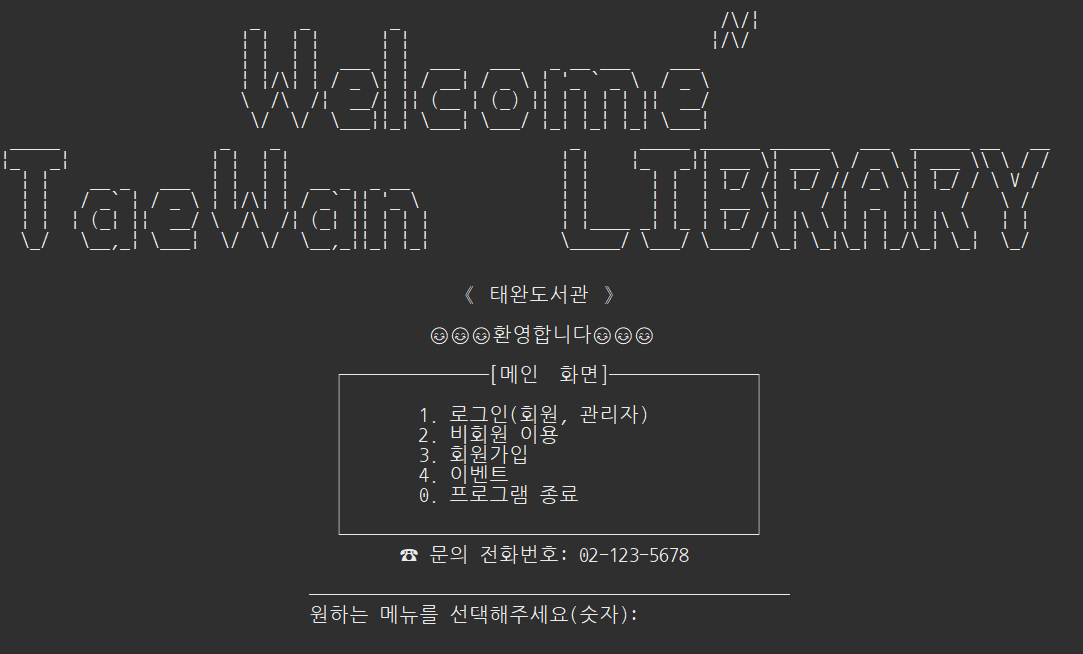 Welcome
TaeWan LIBRARY
《 태완도서관 》
😊😊😊환영합니다😊😊😊
[메인 화면]
1. 로그인(회원, 관리자)
2. 비회원 이용
3. 회원가입
4. 이벤트
0. 프로그램 종료
☎ 문의 전화번호: 02-123-5678
원하는 메뉴를 선택해주세요(숫자):